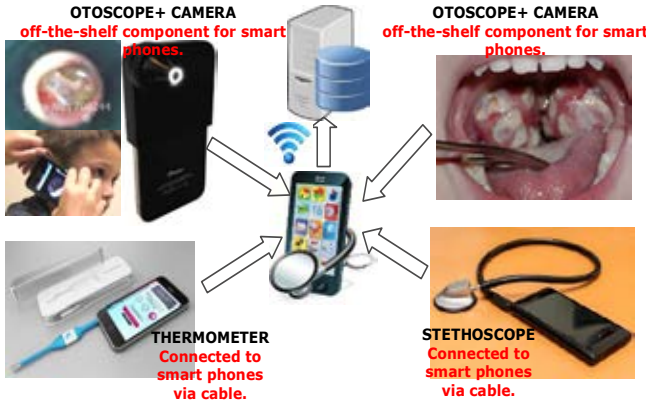 OTOSCOPE+ CAMERA
off-the-shelf component for smart
phones.
OTOSCOPE+ CAMERA
off-the-shelf component for smart
phones.
THERMOMETER
Connected to
smart phones
via cable.
STETHOSCOPE
Connected to
smart phones
via cable.